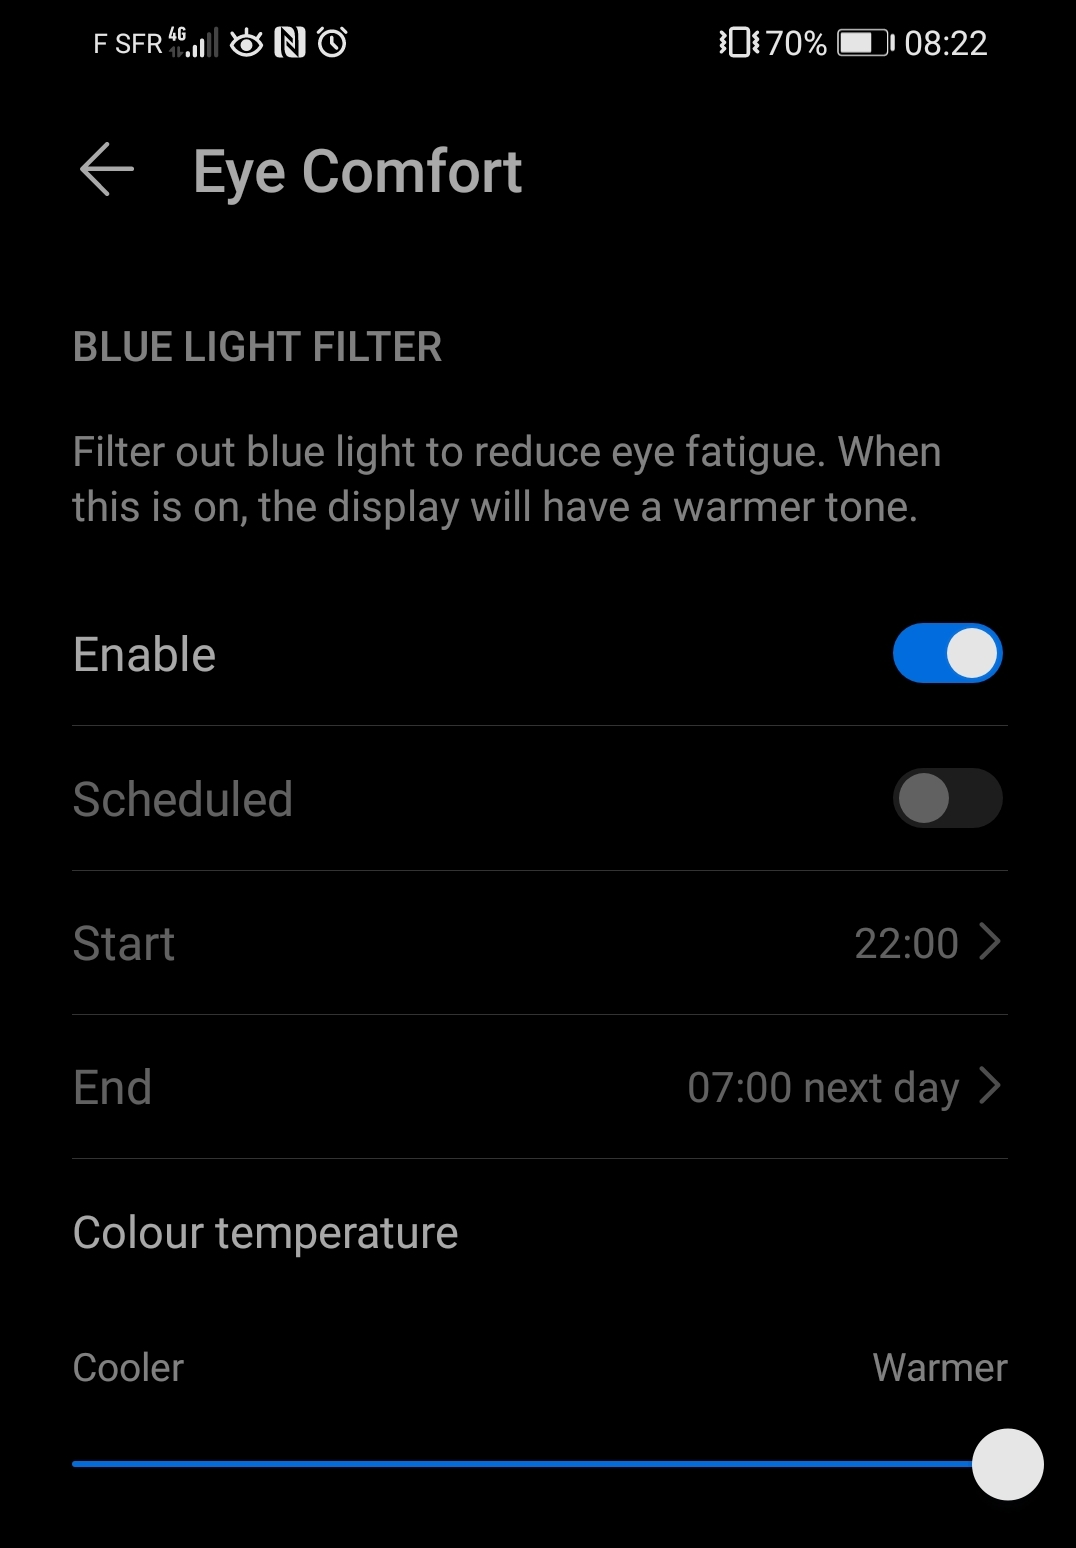 F SFR 4G 70% 08:22
Eye Comfort
BLUE LIGHT FILTER
Filter out blue light to reduce eye fatigue. When
this is on, the display will have a warmer tone.
Enable
Scheduled
Start 22:00
End 07:00 next day
Colour temperature
Cooler Warmer